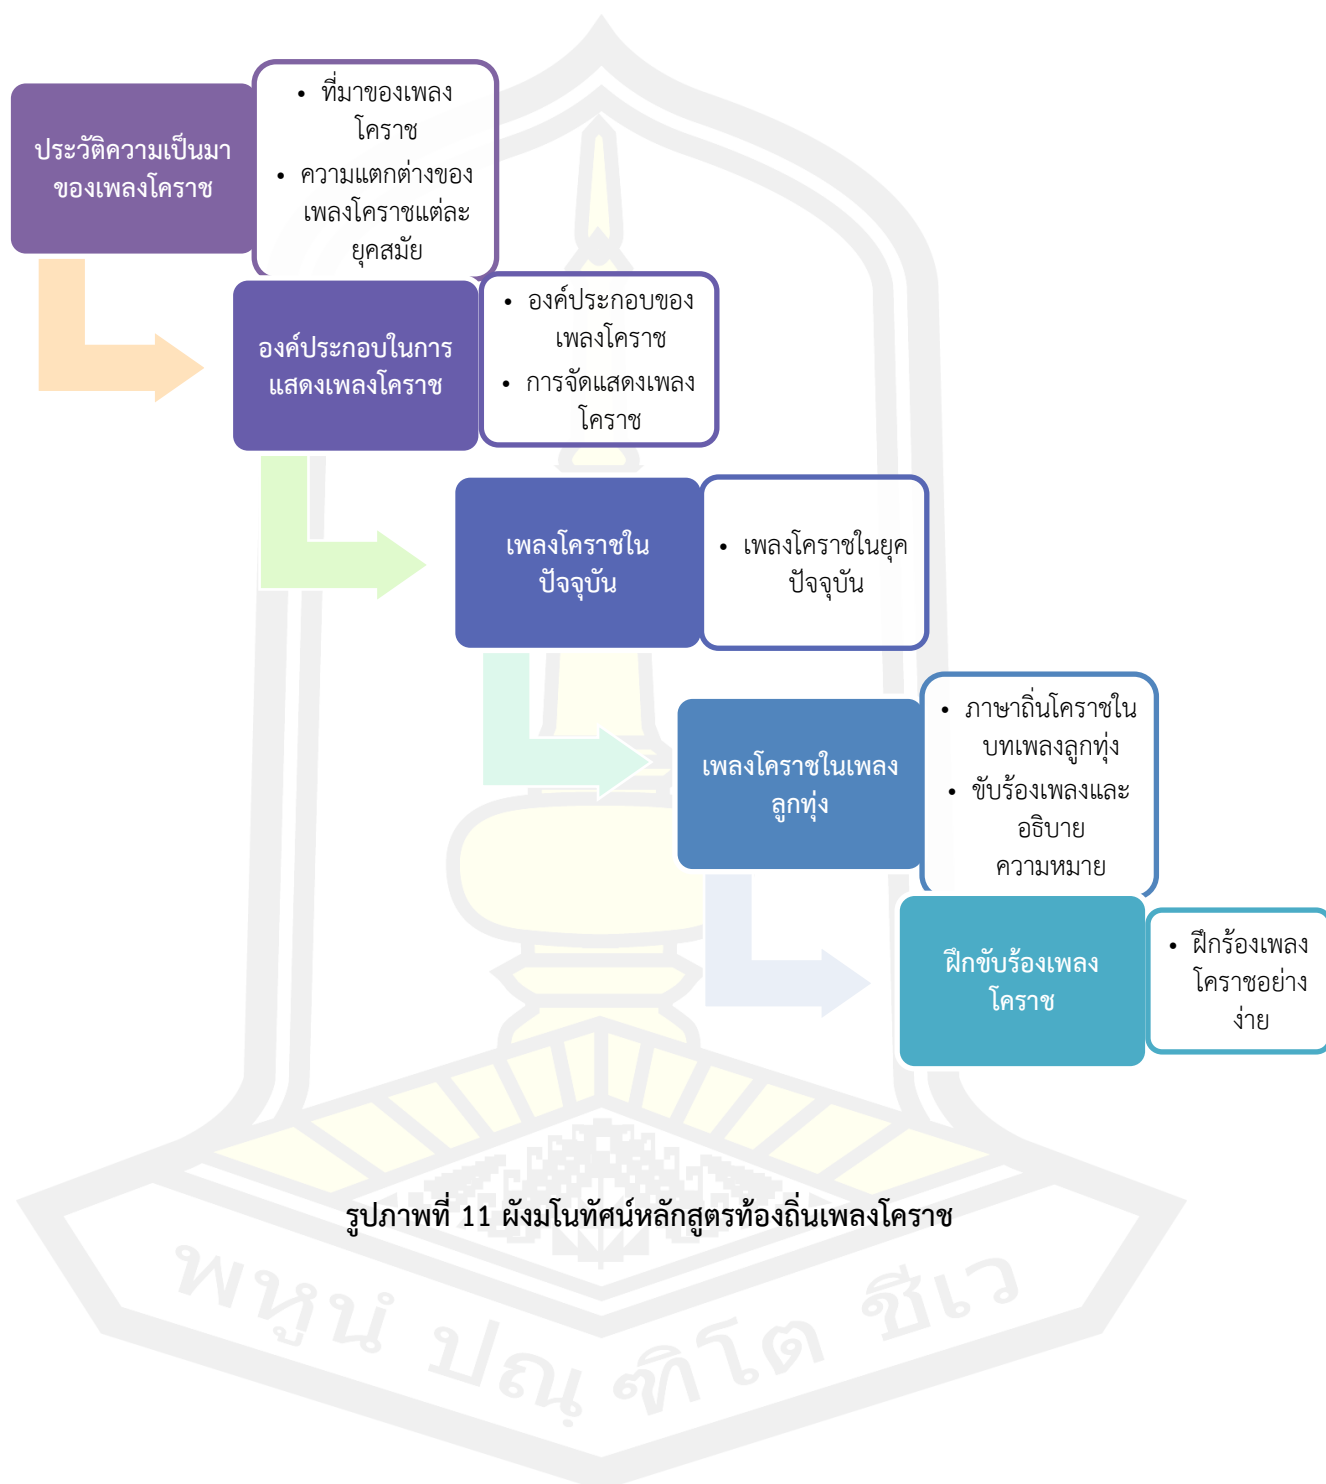 ประวัติความเป็นมา
ของเพลงโคราช
• ที่มาของเพลง
โคราช
• ความแตกต่างของ
เพลงโคราชแต่ละ
ยุคสมัย
องค์ประกอบในการ
แสดงเพลงโคราช
• องค์ประกอบของ
เพลงโคราช
• การจัดแสดงเพลง
โคราช
เพลงโคราชใน
ปัจจุบัน
• เพลงโคราชในยุค
ปัจจุบัน
เพลงโคราชในเพลง
ลูกทุ่ง
• ภาษาถิ่นโคราชใน
บทเพลงลูกทุ่ง
• ขับร้องเพลงและ
อธิบาย
ความหมาย
ฝึกขับร้องเพลง
โคราช
• ฝึกร้องเพลง
โคราชอย่าง
ง่าย
รูปภาพที่ 11 ผังมโนทัศน์หลักสูตรท้องถิ่นเพลงโคราช
พหูนํ ปณฺฑิโต ชีเว